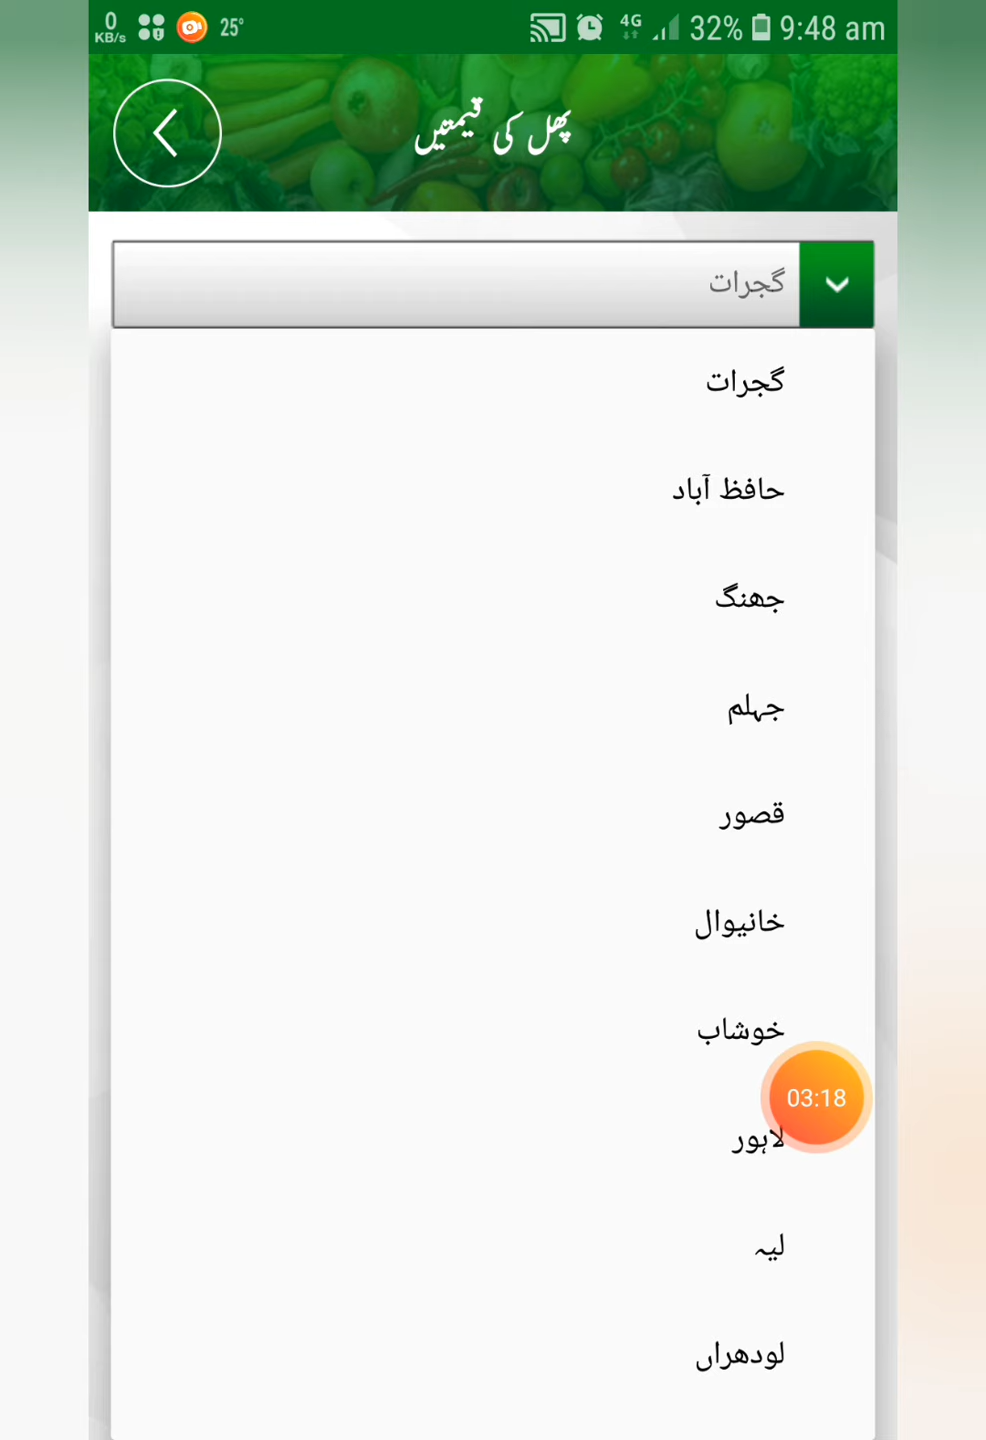 0
KB/s
25°
4G
32%
9:48 am
پھل کی قیمتیں
گجرات
گجرات
حافظ آباد
جھنگ
جہلم
قصور
خانیوال
خوشاب
03:18
لاہور
لیہ
لودھراں